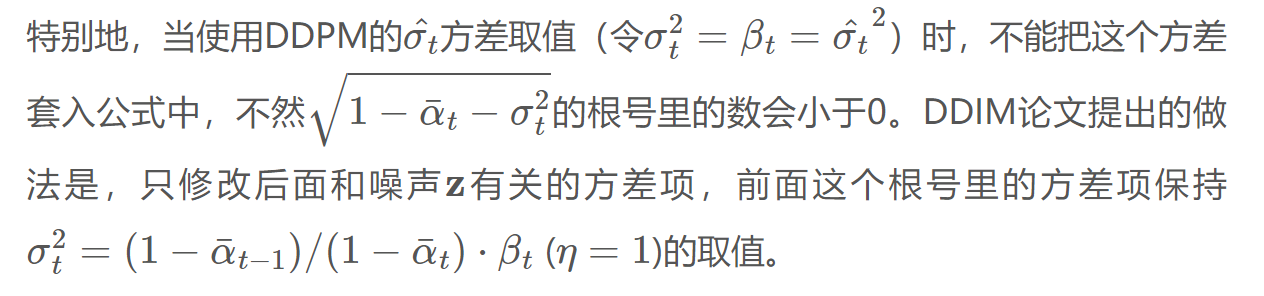 特别地，当使用DDPM的$\hat{\sigma_t}$方差取值（令$\sigma_t^2 = \beta_t = \hat{\sigma_t}^2$）时，不能把这个方差
套入公式中，不然$\sqrt{1 - \bar{\alpha}_t - \sigma_t^2}$的根号里的数会小于0。DDIM论文提出的做
法是，只修改后面和噪声$\mathbf{z}$有关的方差项，前面这个根号里的方差项保持
$\sigma_t^2 = (1 - \bar{\alpha}_{t-1})/(1 - \bar{\alpha}_t) \cdot \beta_t$ ($\eta = 1$)的取值。